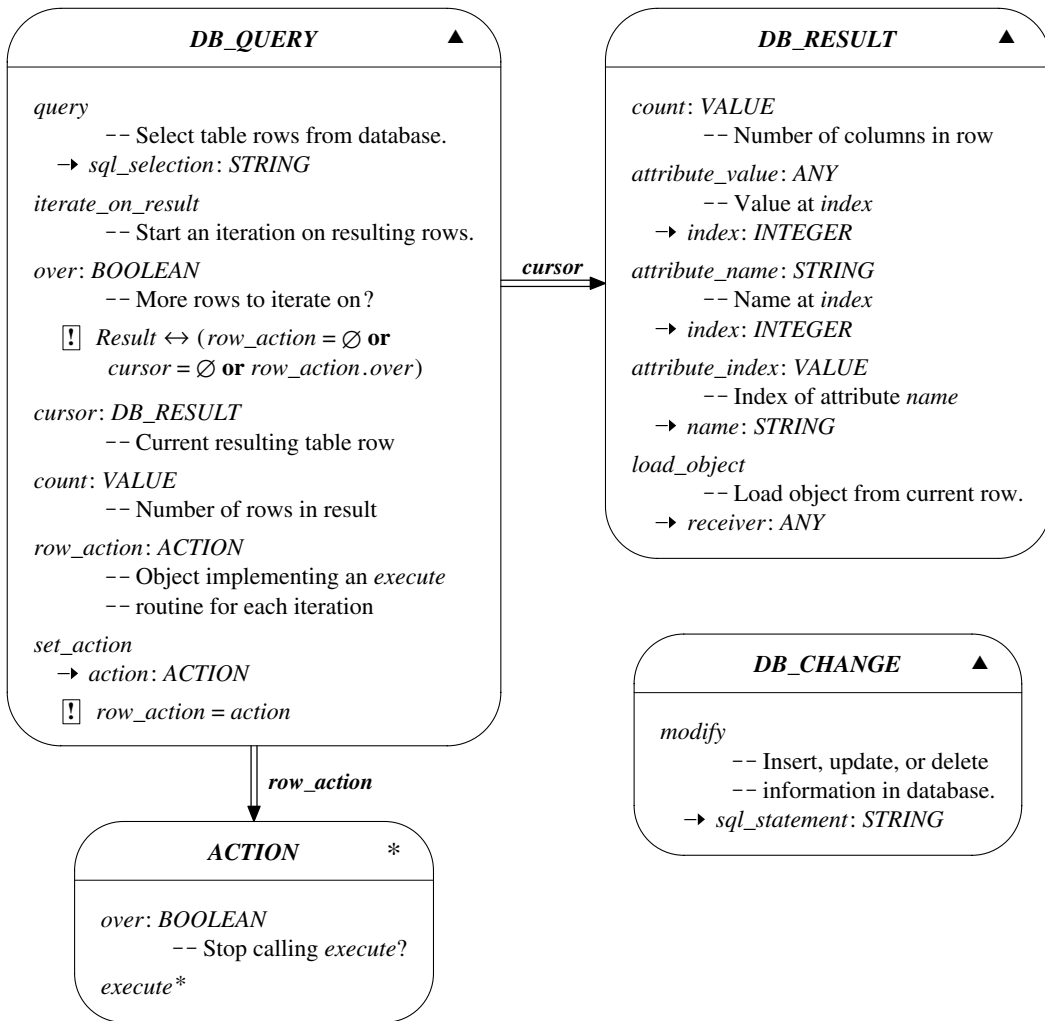 DB_QUERY ▲
query
-- Select table rows from database.
→ sql_selection: STRING
iterate_on_result
-- Start an iteration on resulting rows.
over: BOOLEAN
-- More rows to iterate on?
! Result ↔ (row_action = ∅ or
cursor = ∅ or row_action.over)
cursor: DB_RESULT
-- Current resulting table row
count: VALUE
-- Number of rows in result
row_action: ACTION
-- Object implementing an execute
-- routine for each iteration
set_action
→ action: ACTION
! row_action = action
cursor
DB_RESULT ▲
count: VALUE
-- Number of columns in row
attribute_value: ANY
-- Value at index
→ index: INTEGER
attribute_name: STRING
-- Name at index
→ index: INTEGER
attribute_index: VALUE
-- Index of attribute name
→ name: STRING
load_object
-- Load object from current row.
→ receiver: ANY
row_action
ACTION *
over: BOOLEAN
-- Stop calling execute?
execute*
DB_CHANGE ▲
modify
-- Insert, update, or delete
-- information in database.
→ sql_statement: STRING